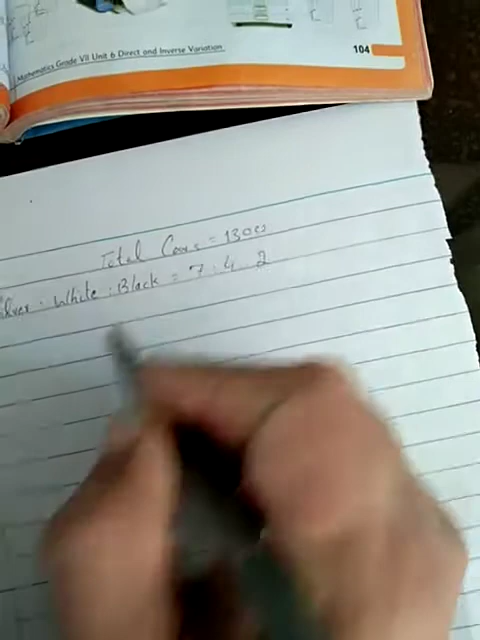 Mathematics Grade VII Unit 6 Direct and Inverse Variation
104
Total Cars = 1300
Silver : White : Black = 7 : 4 : 2